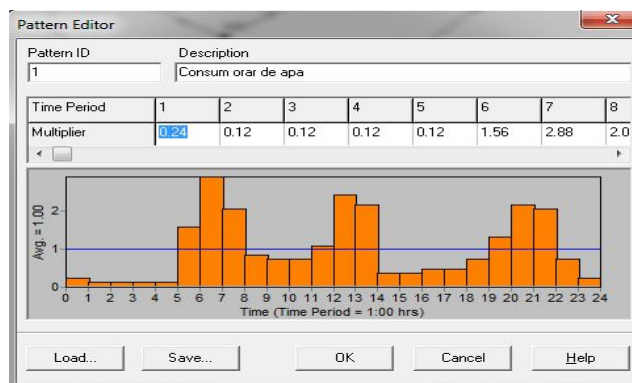 Pattern Editor
Pattern ID Description
1 Consum orar de apa
Time Period 1 2 3 4 5 6 7 8
Multiplier 0.24 0.12 0.12 0.12 0.12 1.56 2.88 2.0
Avg. = 1.00
2
1
0
0 1 2 3 4 5 6 7 8 9 10 11 12 13 14 15 16 17 18 19 20 21 22 23 24
Time (Time Period = 1:00 hrs)
Load... Save... OK Cancel Help